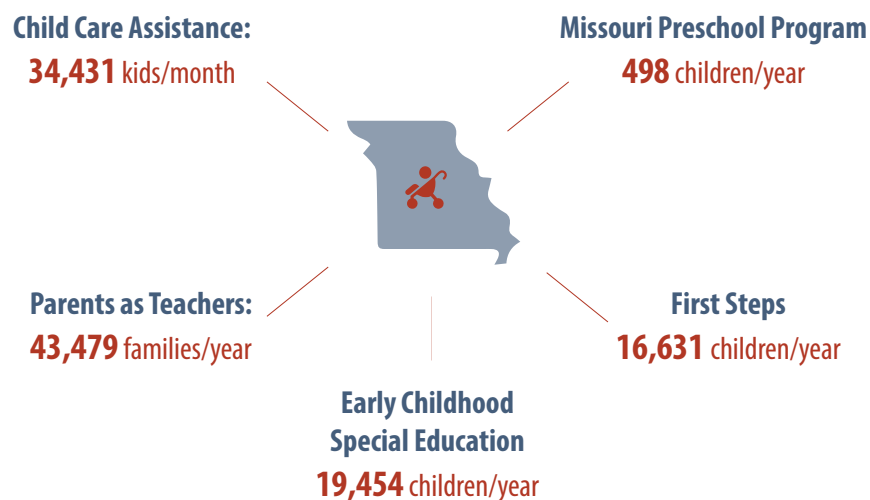 Child Care Assistance:
34,431 kids/month
Missouri Preschool Program
498 children/year
Parents as Teachers:
43,479 families/year
First Steps
16,631 children/year
Early Childhood
Special Education
19,454 children/year